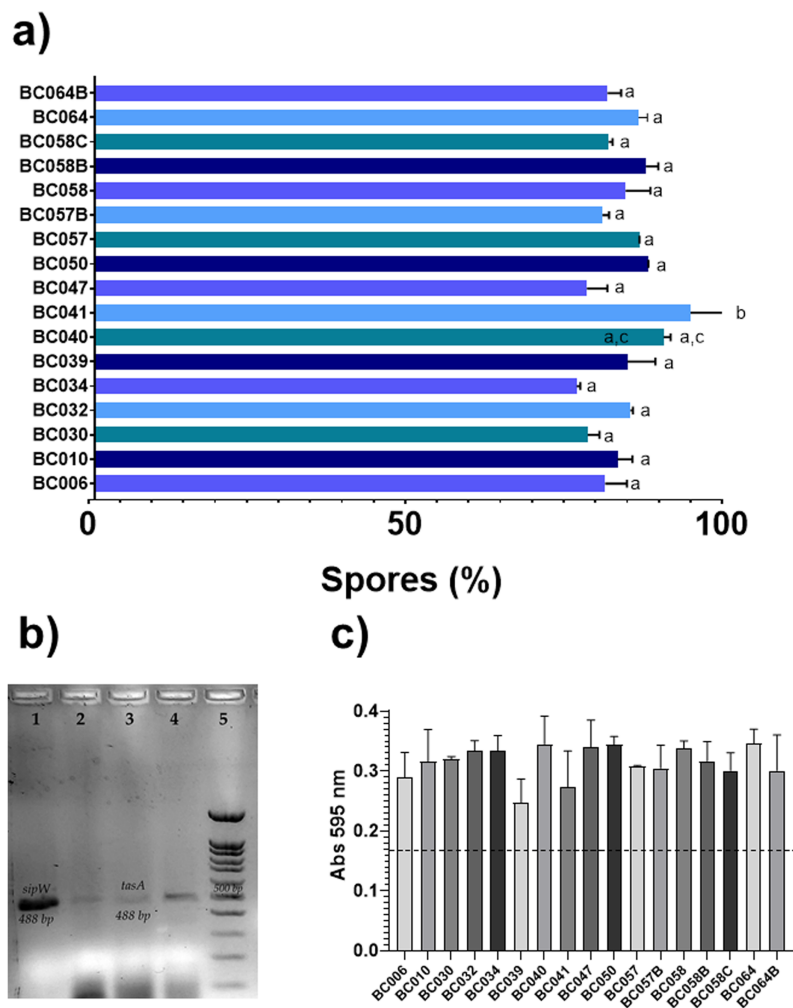 a)
BC064B a
BC064 a
BC058C a
BC058B a
BC058 a
BC057B a
BC057 a
BC050 a
BC047 a
BC041 b
BC040 a,c a,c
BC039 a
BC034 a
BC032 a
BC030 a
BC010 a
BC006 a
0 50 100
Spores (%)
b)
1 2 3 4 5
sipW tasA 500 bp
488 bp 488 bp
c)
Abs 595 nm
0.4
0.3
0.2
0.1
0.0
BC006 BC010 BC030 BC032 BC034 BC039 BC040 BC041 BC047 BC050 BC057 BC057B BC058 BC058B BC058C BC064 BC064B